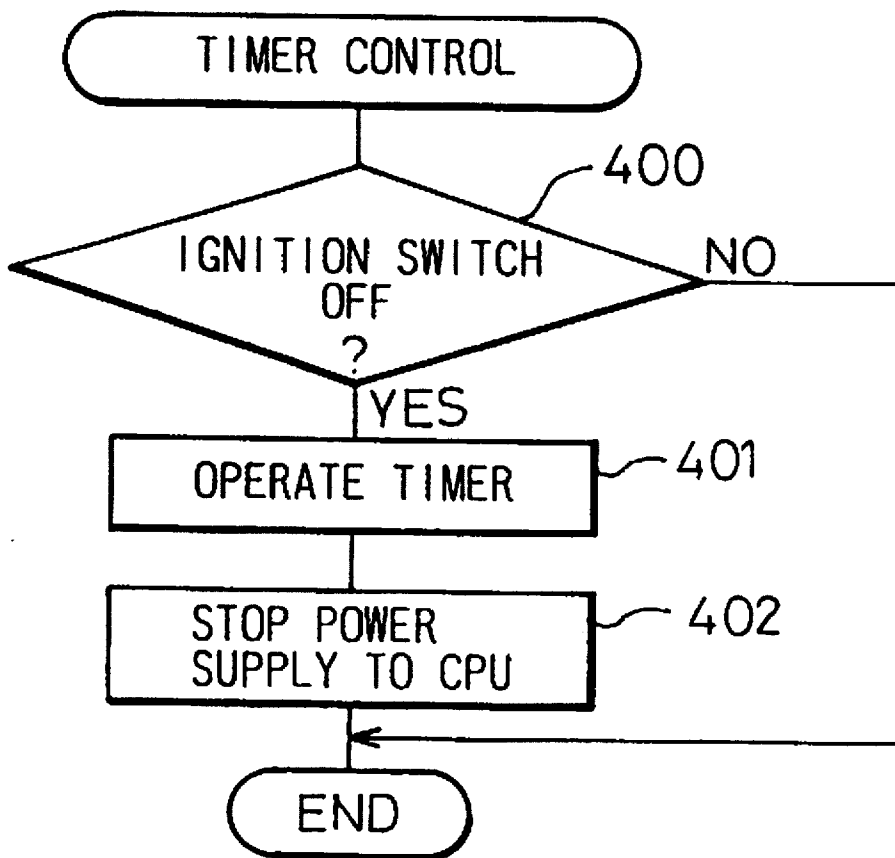 TIMER CONTROL
400
IGNITION SWITCH
OFF
?
NO
YES
OPERATE TIMER
401
STOP POWER
SUPPLY TO CPU
402
END